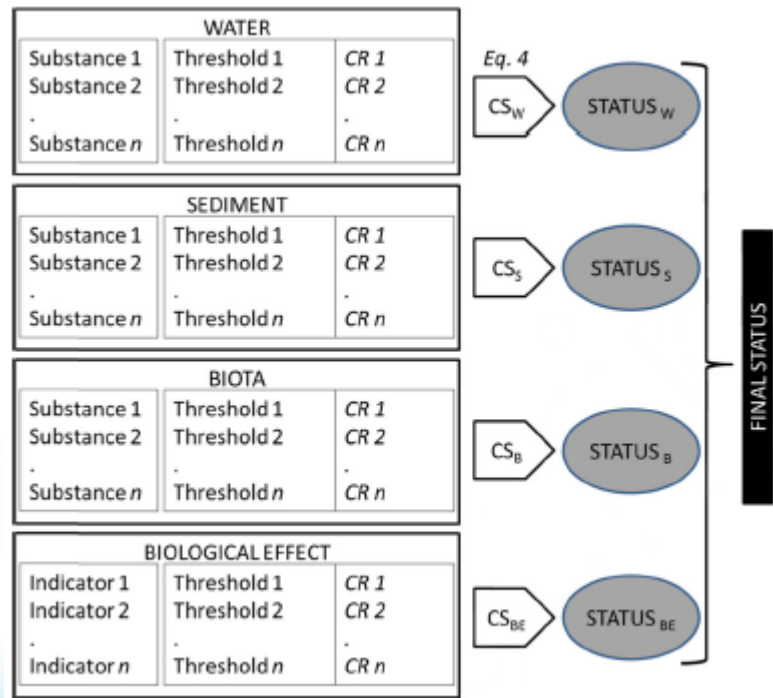 WATER
Substance 1 Threshold 1 CR 1
Substance 2 Threshold 2 CR 2
. . .
Substance n Threshold n CR n
Eq. 4
CSW
STATUS W
SEDIMENT
Substance 1 Threshold 1 CR 1
Substance 2 Threshold 2 CR 2
. . .
Substance n Threshold n CR n
CSS
STATUS S
BIOTA
Substance 1 Threshold 1 CR 1
Substance 2 Threshold 2 CR 2
. . .
Substance n Threshold n CR n
CSB
STATUS B
BIOLOGICAL EFFECT
Indicator 1 Threshold 1 CR 1
Indicator 2 Threshold 2 CR 2
. . .
Indicator n Threshold n CR n
CSBE
STATUS BE
FINAL STATUS